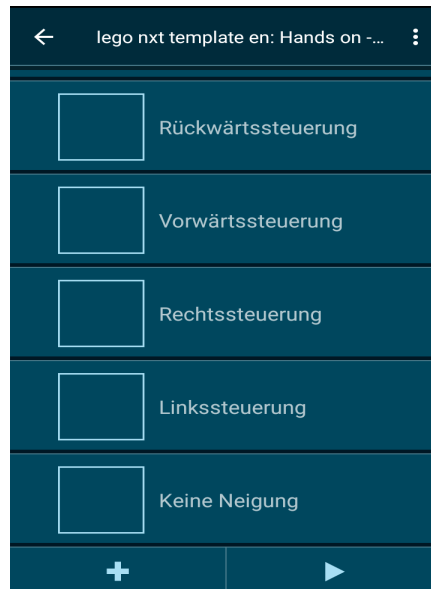 lego nxt template en: Hands on -...
Rückwärtssteuerung
Vorwärtssteuerung
Rechtssteuerung
Linkssteuerung
Keine Neigung